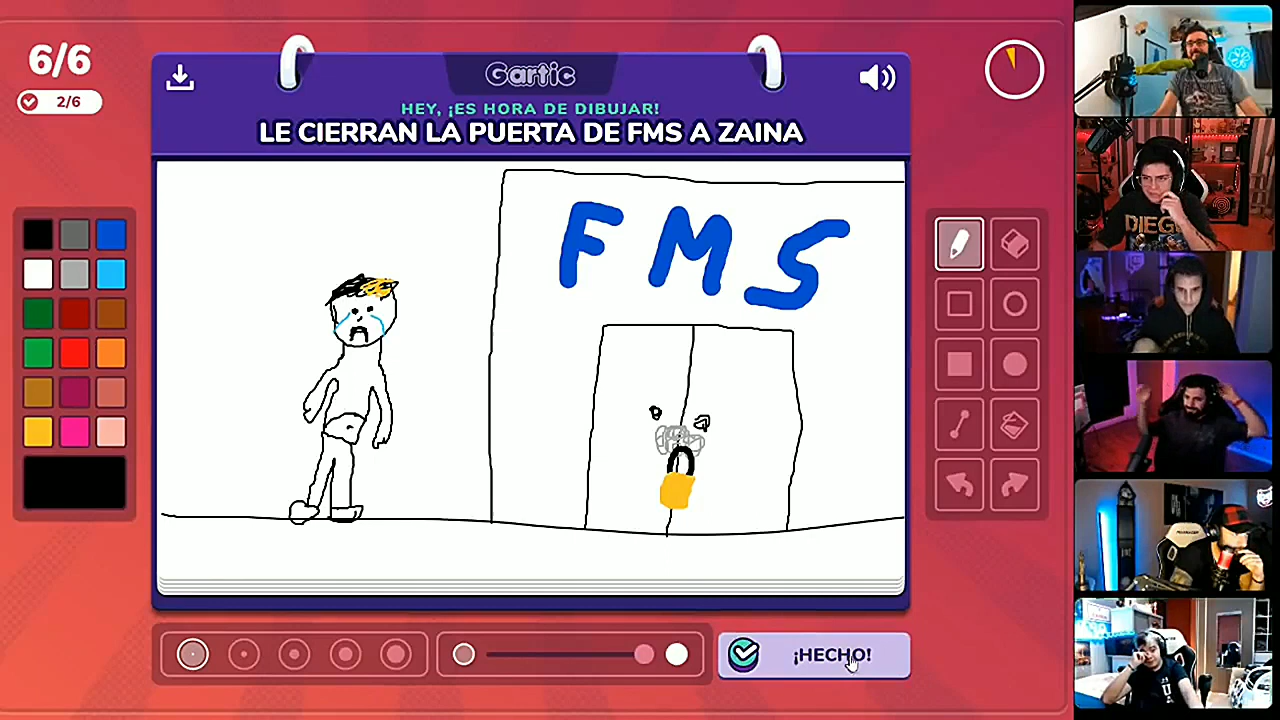 6/6
2/6
Gartic
HEY, ¡ES HORA DE DIBUJAR!
LE CIERRAN LA PUERTA DE FMS A ZAINA
FMS
¡HECHO!
DIEG